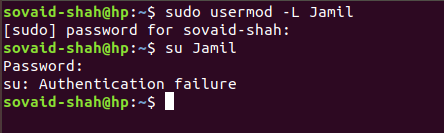 sovaid-shah@hp:~$ sudo usermod -L Jamil
[sudo] password for sovaid-shah:
sovaid-shah@hp:~$ su Jamil
Password:
su: Authentication failure
sovaid-shah@hp:~$